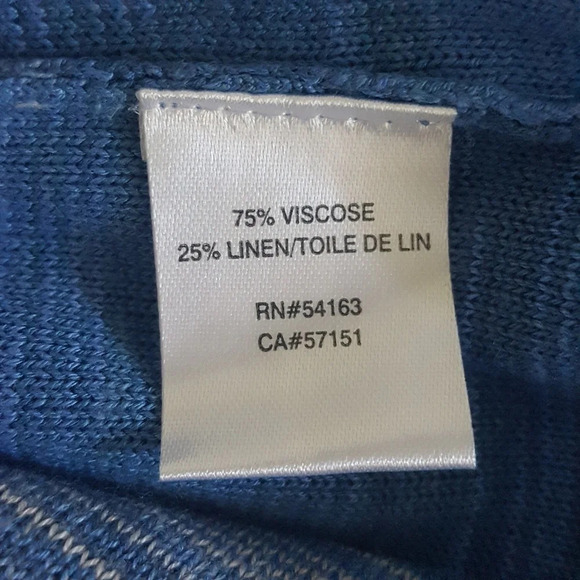 75% VISCOSE
25% LINEN/TOILE DE LIN
RN#54163
CA#57151